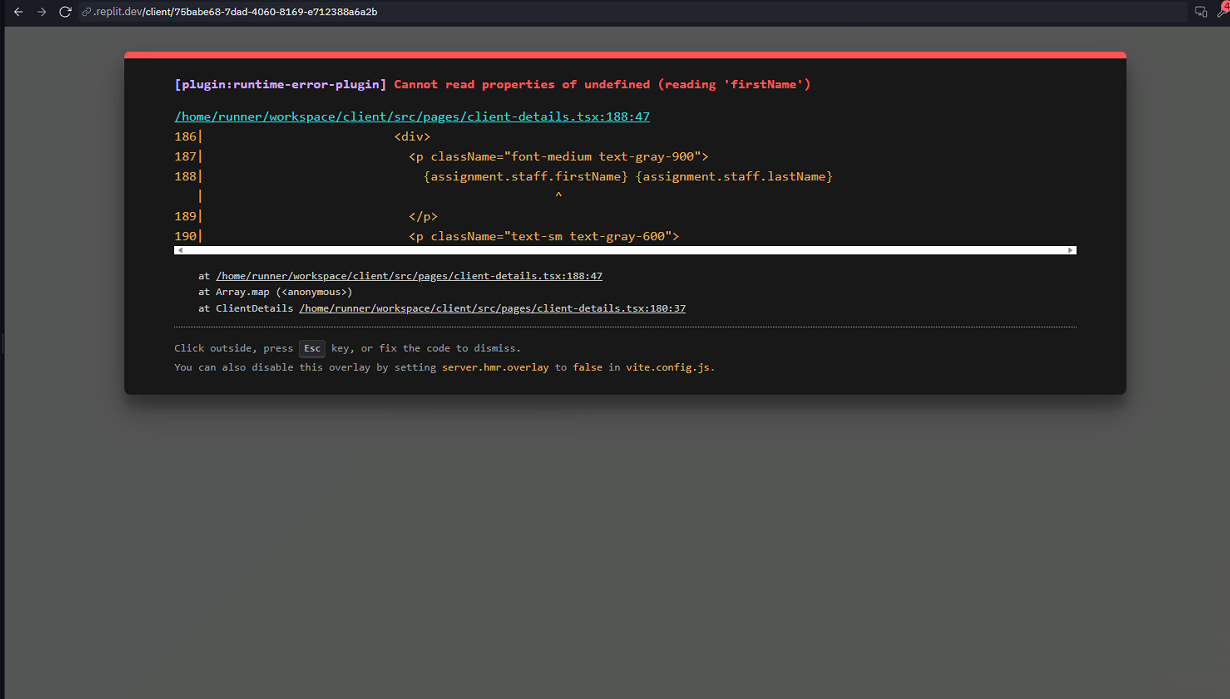 .replit.dev/client/75babe68-7dad-4060-8169-e712388a6a2b
4
[plugin:runtime-error-plugin] Cannot read properties of undefined (reading 'firstName')
/home/runner/workspace/client/src/pages/client-details.tsx:188:47
186| <div>
187| <p className="font-medium text-gray-900">
188| {assignment.staff.firstName} {assignment.staff.lastName}
| ^
189| </p>
190| <p className="text-sm text-gray-600">
at /home/runner/workspace/client/src/pages/client-details.tsx:188:47
at Array.map (<anonymous>)
at ClientDetails /home/runner/workspace/client/src/pages/client-details.tsx:180:37
Click outside, press Esc key, or fix the code to dismiss.
You can also disable this overlay by setting server.hmr.overlay to false in vite.config.js.